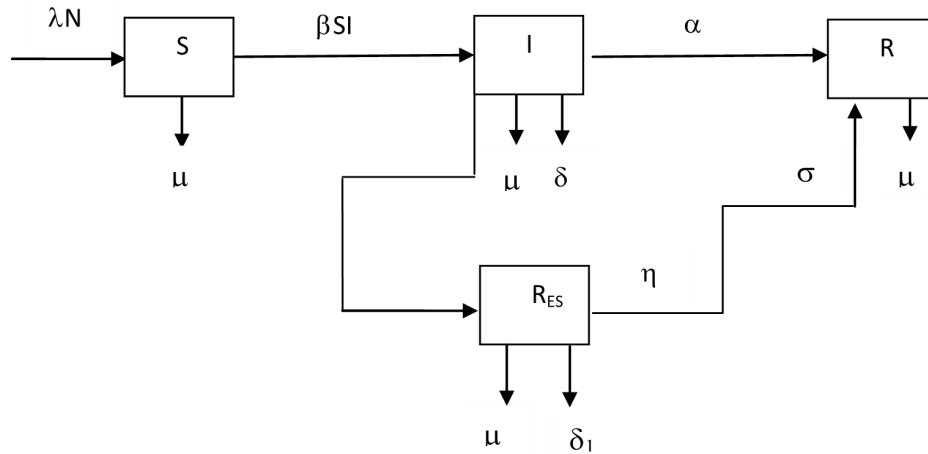 λN
βSI
α
S
I
R
μ
μ
δ
σ
μ
R_ES
η
μ
δ₁